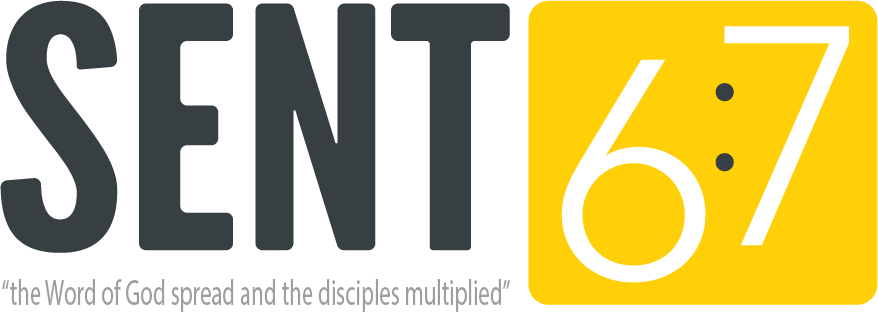 SENT 6:7
“the Word of God spread and the disciples multiplied”